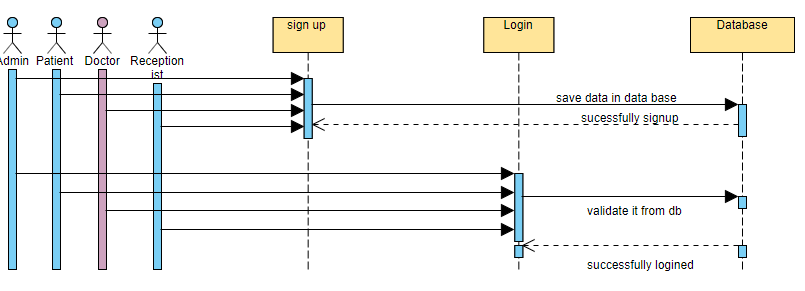 sign up
Login
Database
Admin
Patient
Doctor
Reception
ist
save data in data base
sucessfully signup
validate it from db
successfully logined